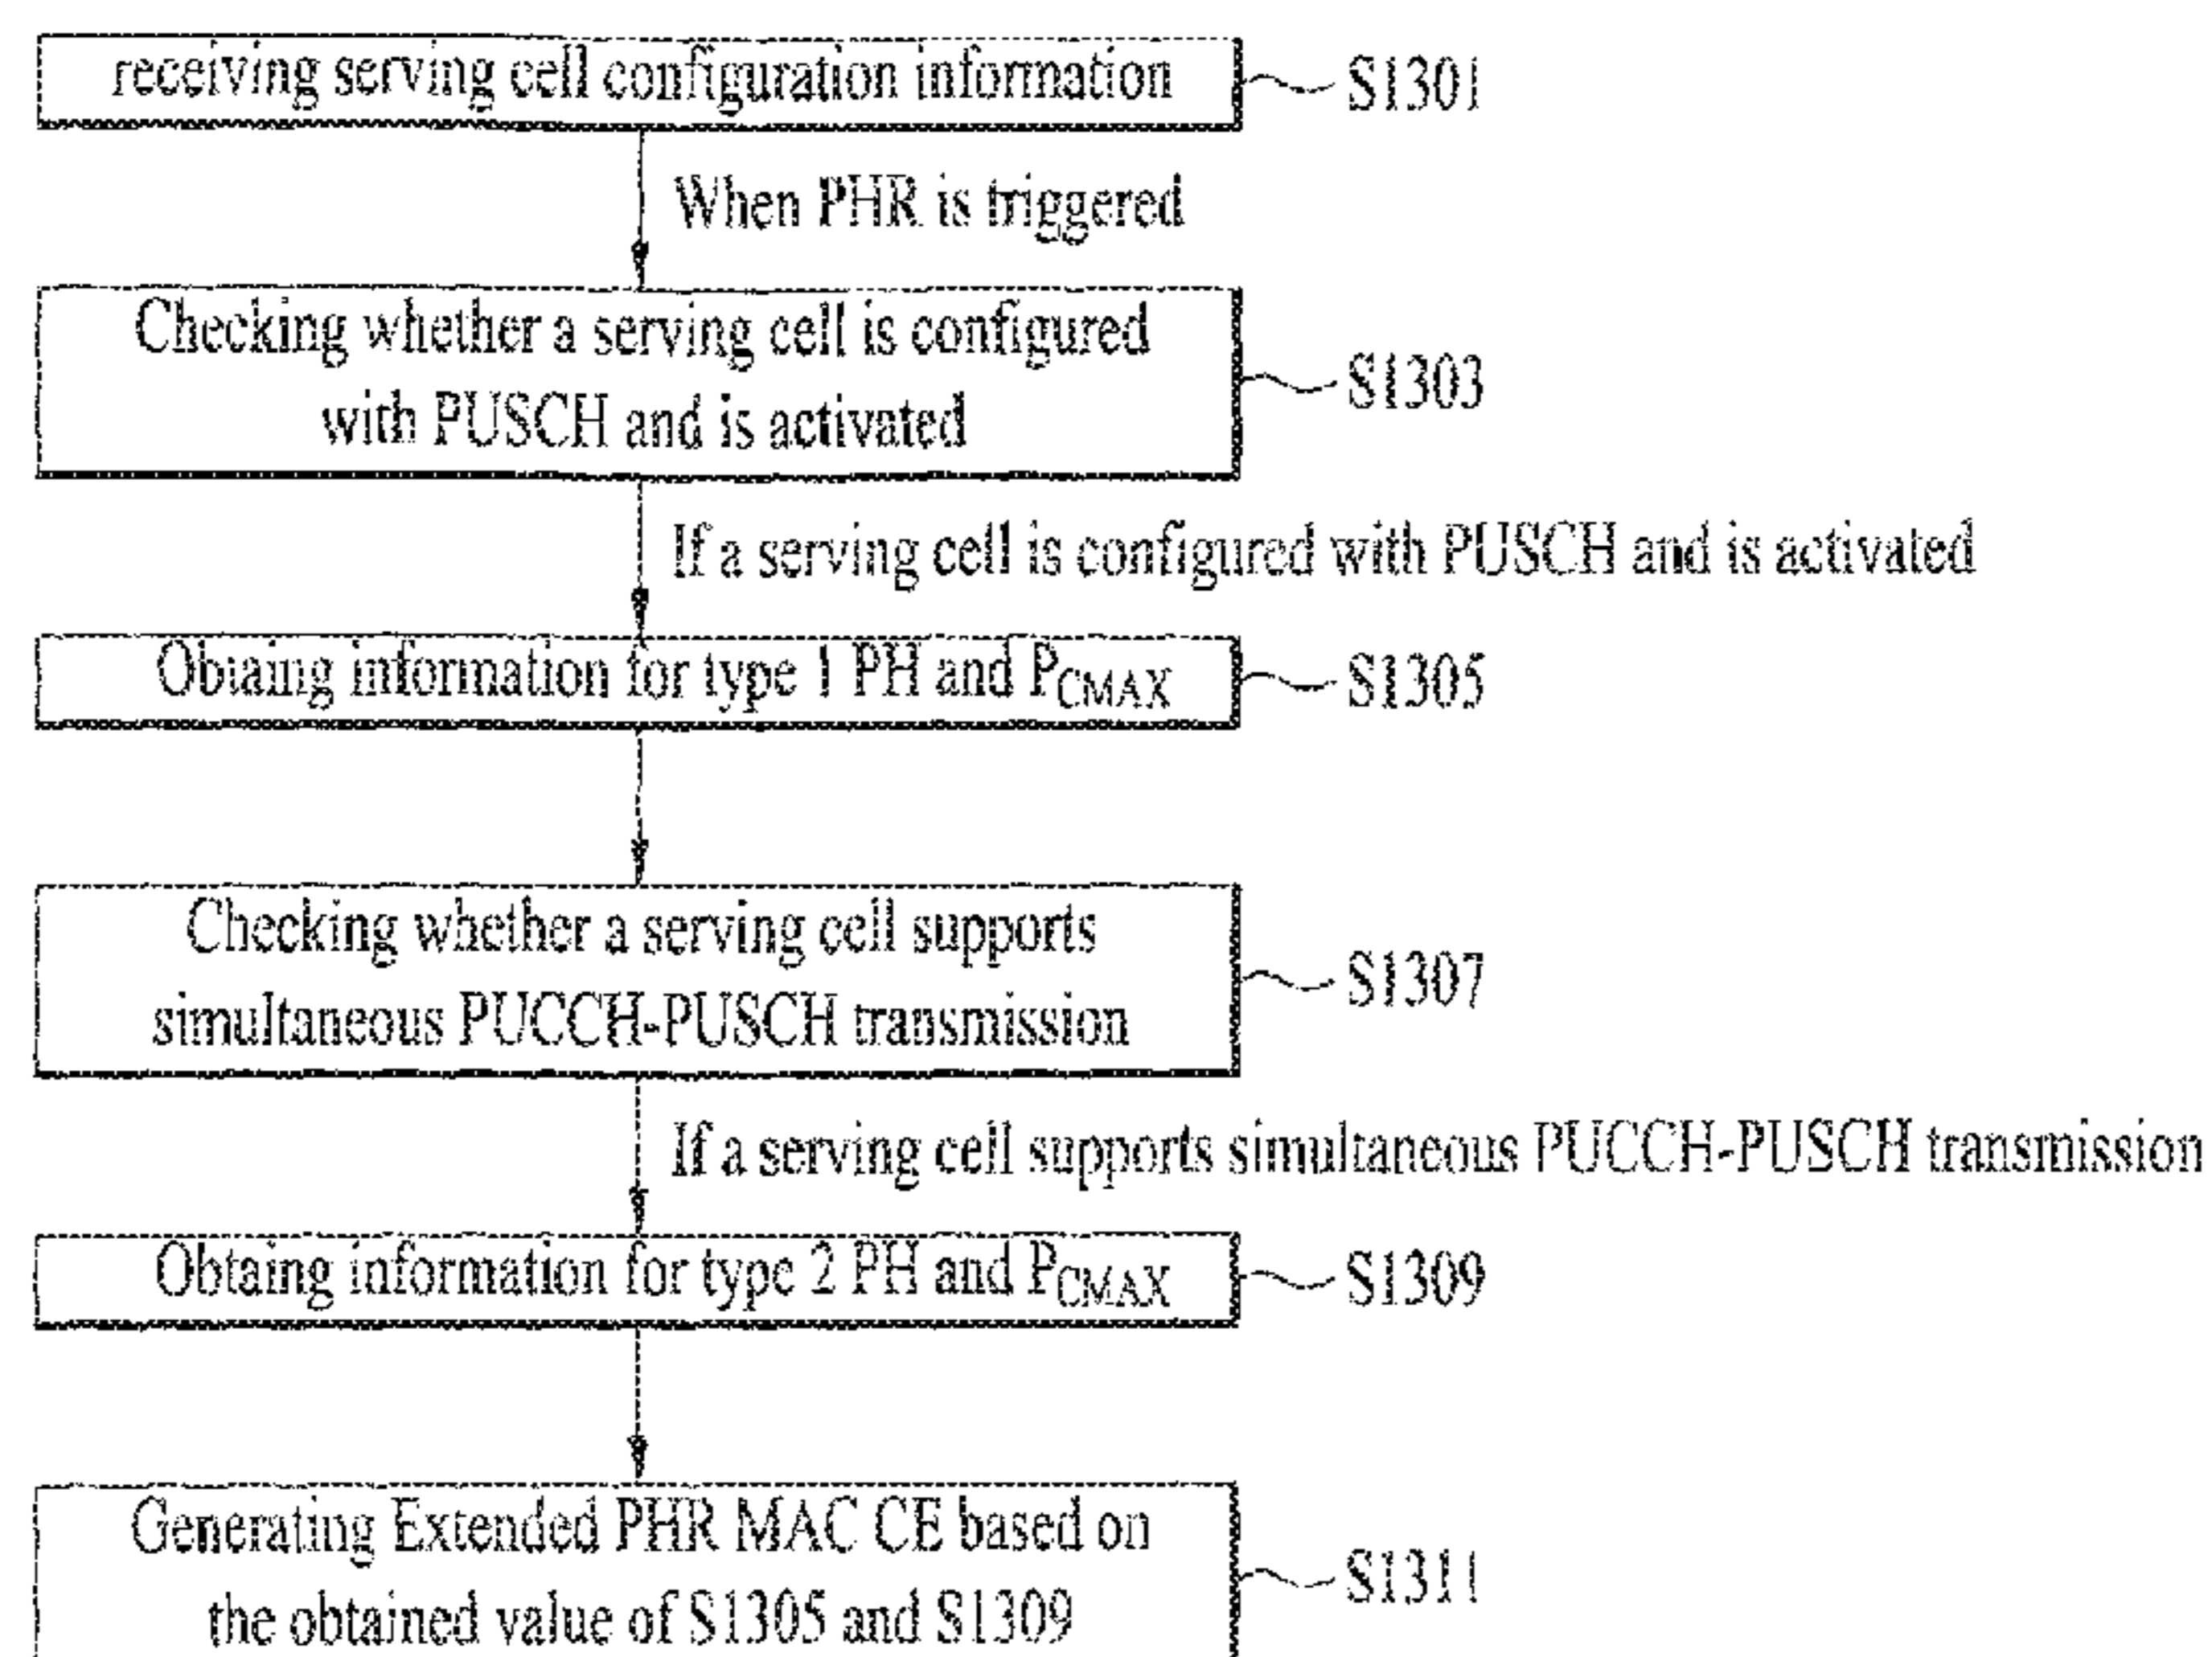 receiving serving cell configuration information
S1301
When PHR is triggered
Checking whether a serving cell is configured
with PUSCH and is activated
S1303
If a serving cell is configured with PUSCH and is activated
Obtaing information for type 1 PH and PCMAX
S1305
Checking whether a serving cell supports
simultaneous PUCCH-PUSCH transmission
S1307
If a serving cell supports simultaneous PUCCH-PUSCH transmission
Obtaing information for type 2 PH and PCMAX
S1309
Generating Extended PHR MAC CE based on
the obtained value of S1305 and S1309
S1311